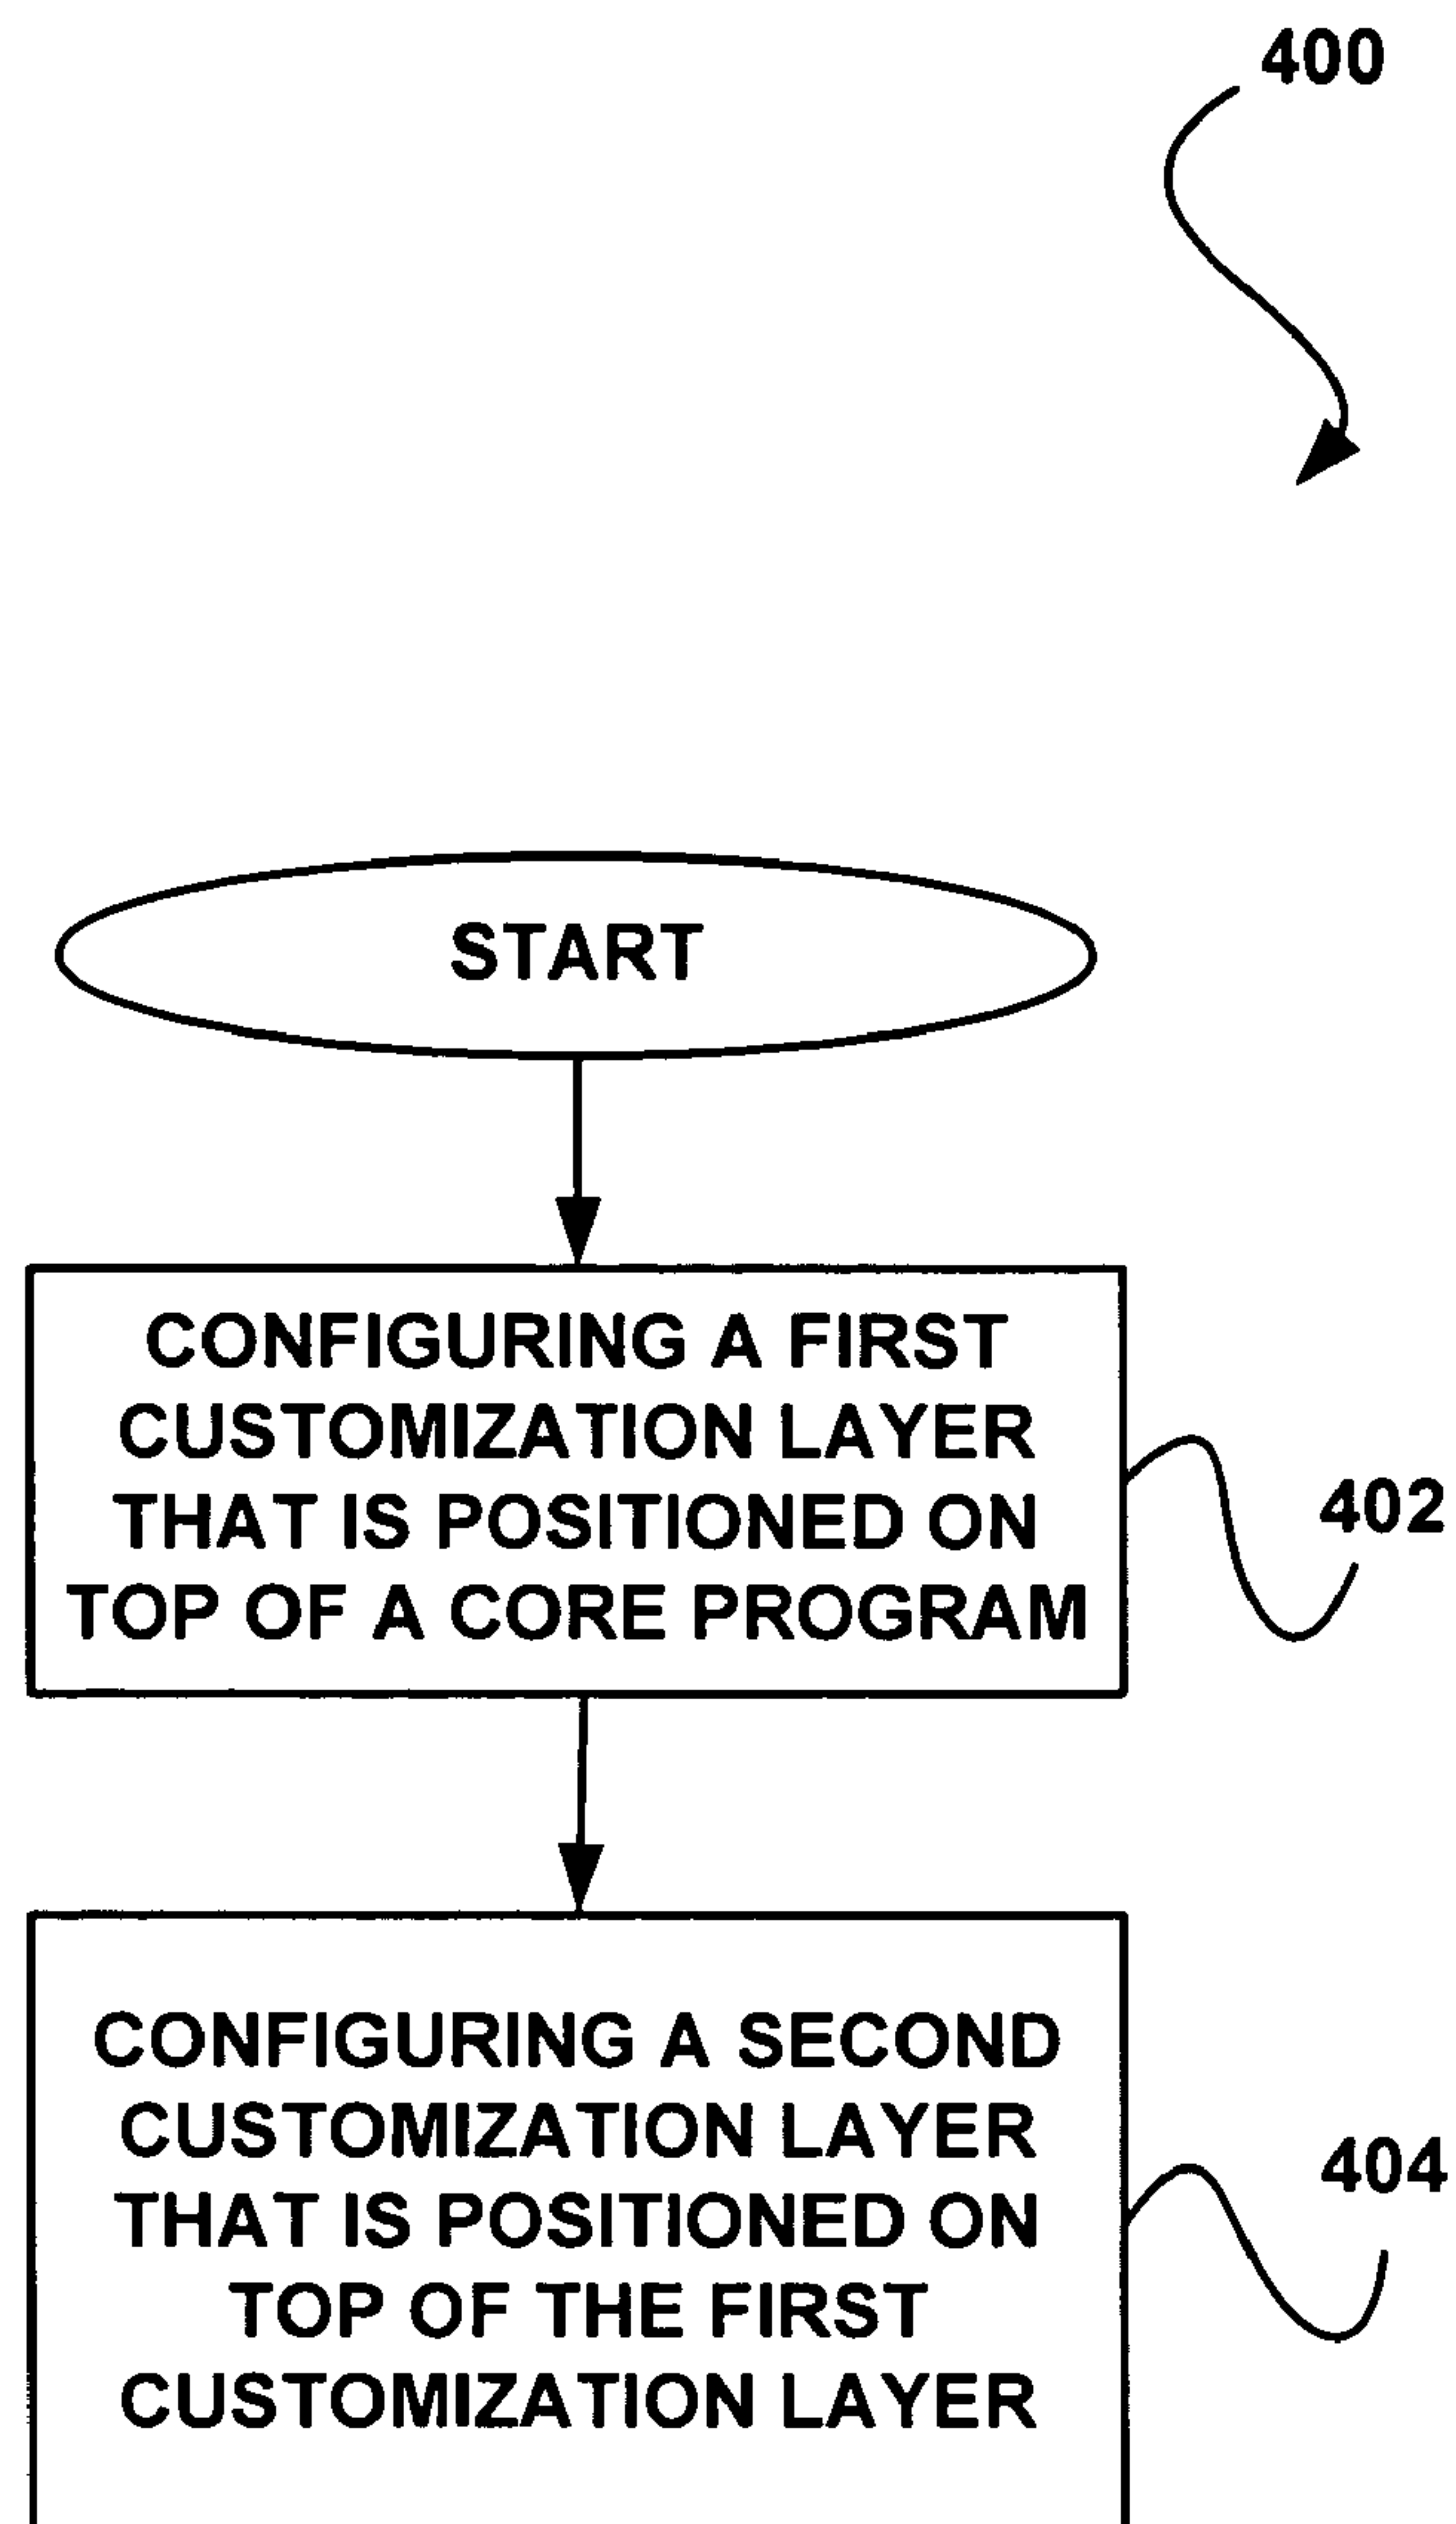 400
START
CONFIGURING A FIRST
CUSTOMIZATION LAYER
THAT IS POSITIONED ON
TOP OF A CORE PROGRAM
402
CONFIGURING A SECOND
CUSTOMIZATION LAYER
THAT IS POSITIONED ON
TOP OF THE FIRST
CUSTOMIZATION LAYER
404